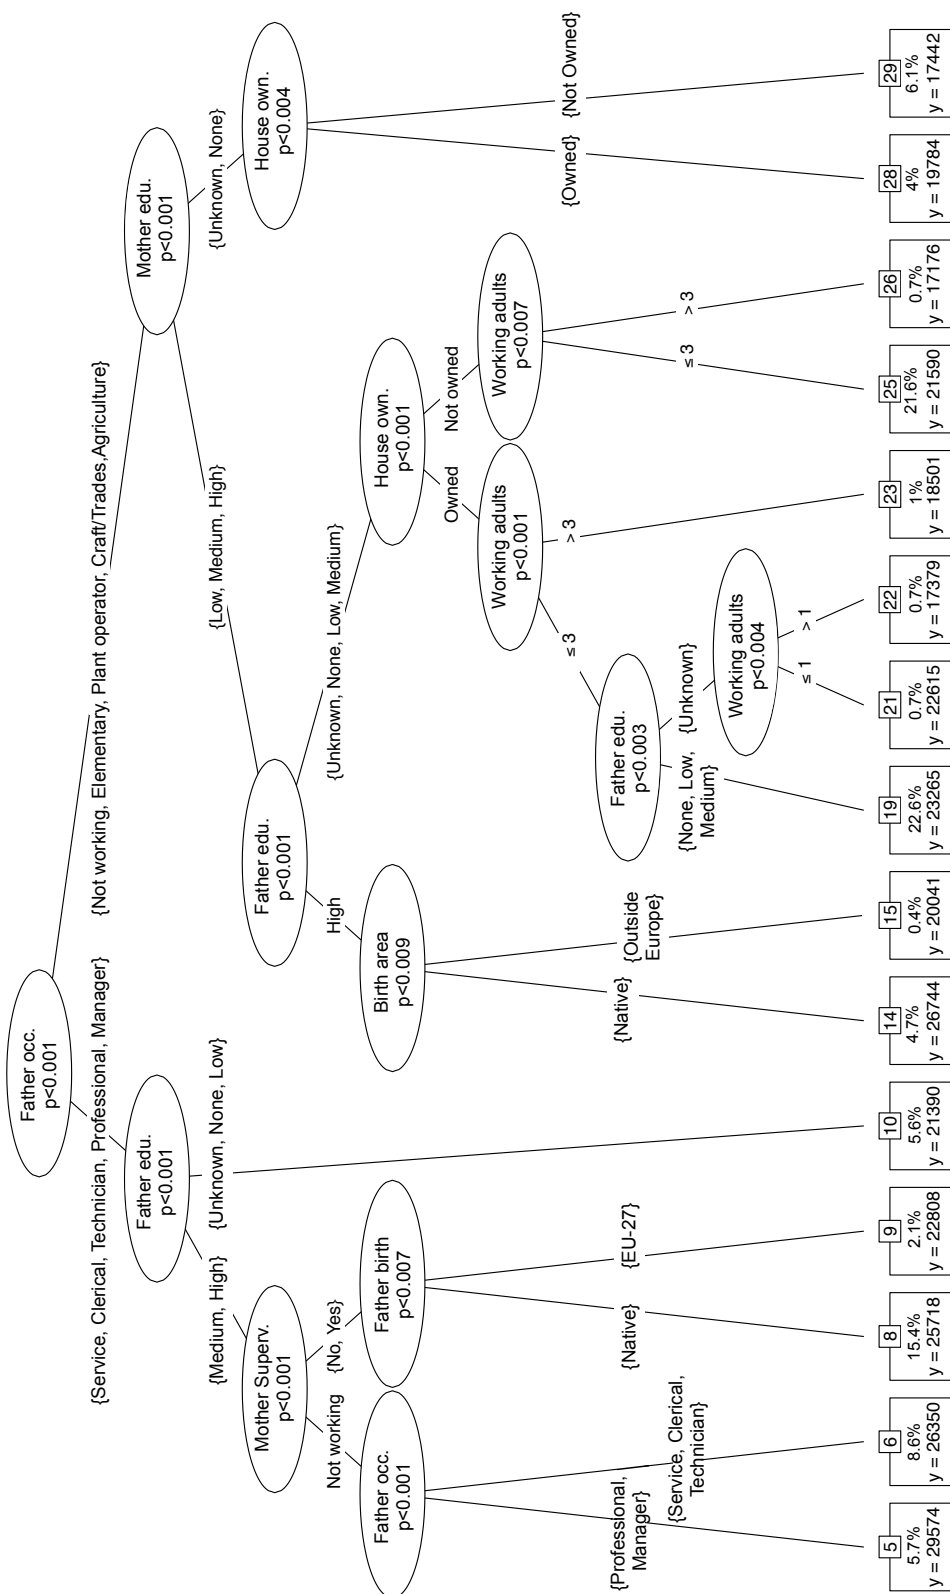 Father occ.
p<0.001
{Service, Clerical, Technician, Professional, Manager}
{Not working, Elementary, Plant operator, Craft/Trades,Agriculture}
Father edu.
p<0.001
Mother edu.
p<0.001
{Medium, High}
{Unknown, None, Low}
{Low, Medium, High}
{Unknown, None}
Mother Superv.
p<0.001
Father edu.
p<0.001
House own.
p<0.004
Not working
{No, Yes}
High
{Unknown, None, Low, Medium}
Father occ.
p<0.001
Father birth
p<0.007
Birth area
p<0.009
House own.
p<0.001
Owned
Not owned
Working adults
p<0.001
Working adults
p<0.007
≤ 3
> 3
≤ 3
> 3
{Owned}
{Not Owned}
Father edu.
p<0.003
{Professional,
Manager}
{Service, Clerical,
Technician}
{Native}
{EU-27}
{Native}
{Outside
Europe}
{None, Low,
Medium}
{Unknown}
Working adults
p<0.004
≤ 1
> 1
5
5.7%
y = 29574
6
8.6%
y = 26350
8
15.4%
y = 25718
9
2.1%
y = 22808
10
5.6%
y = 21390
14
4.7%
y = 26744
15
0.4%
y = 20041
19
22.6%
y = 23265
21
0.7%
y = 22615
22
0.7%
y = 17379
23
1%
y = 18501
25
21.6%
y = 21590
26
0.7%
y = 17176
28
4%
y = 19784
29
6.1%
y = 17442